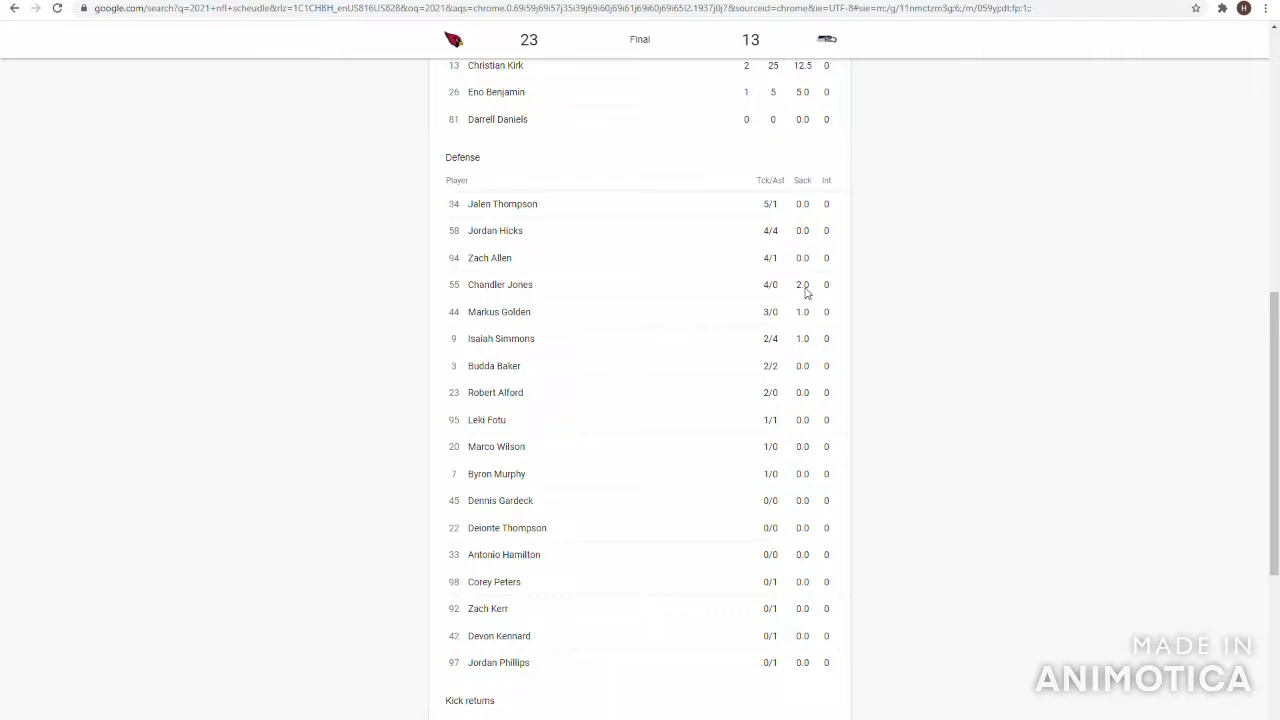 google.com/search?q=2021+nfl+scheudle&rlz=1C1CHBH_enUS816US828&oq=2021&aqs=chrome.0.69i59j69i57j35i39j69i60j69i61j69i60j69i65l2.1937j0j7&sourceid=chrome&ie=UTF-8#sie=m;/g/11nmctzm3g;6;/m/059yj;dt;fp;1;; H
23 Final 13
13 Christian Kirk 2 25 12.5 0
26 Eno Benjamin 1 5 5.0 0
81 Darrell Daniels 0 0 0.0 0
Defense
Player Tck/Ast Sack Int
34 Jalen Thompson 5/1 0.0 0
58 Jordan Hicks 4/4 0.0 0
94 Zach Allen 4/1 0.0 0
55 Chandler Jones 4/0 2.0 0
44 Markus Golden 3/0 1.0 0
9 Isaiah Simmons 2/4 1.0 0
3 Budda Baker 2/2 0.0 0
23 Robert Alford 2/0 0.0 0
95 Leki Fotu 1/1 0.0 0
20 Marco Wilson 1/0 0.0 0
7 Byron Murphy 1/0 0.0 0
45 Dennis Gardeck 0/0 0.0 0
22 Deionte Thompson 0/0 0.0 0
33 Antonio Hamilton 0/0 0.0 0
98 Corey Peters 0/1 0.0 0
92 Zach Kerr 0/1 0.0 0
42 Devon Kennard 0/1 0.0 0
97 Jordan Phillips 0/1 0.0 0
Kick returns
MADE IN
ANIMOTICA